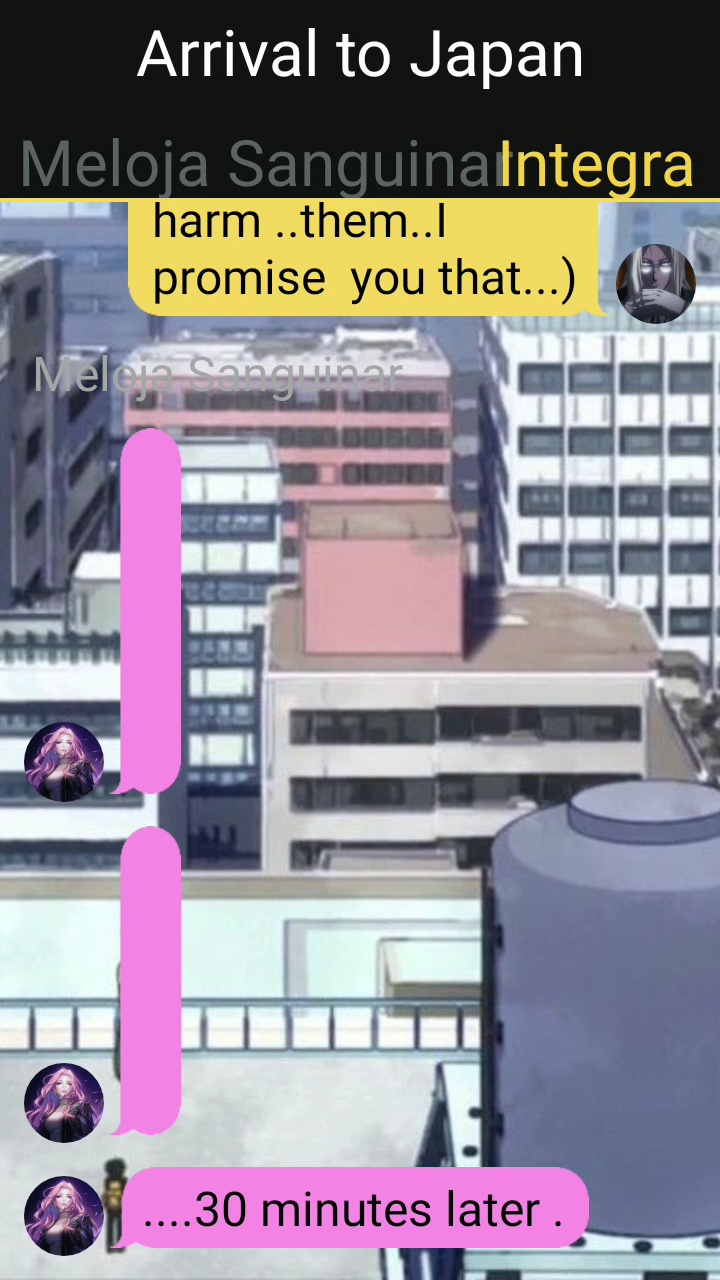 Arrival to Japan
Meloja Sanguinar Integra
harm ..them..I
promise  you that...)
Meloja Sanguinar
....30 minutes later .